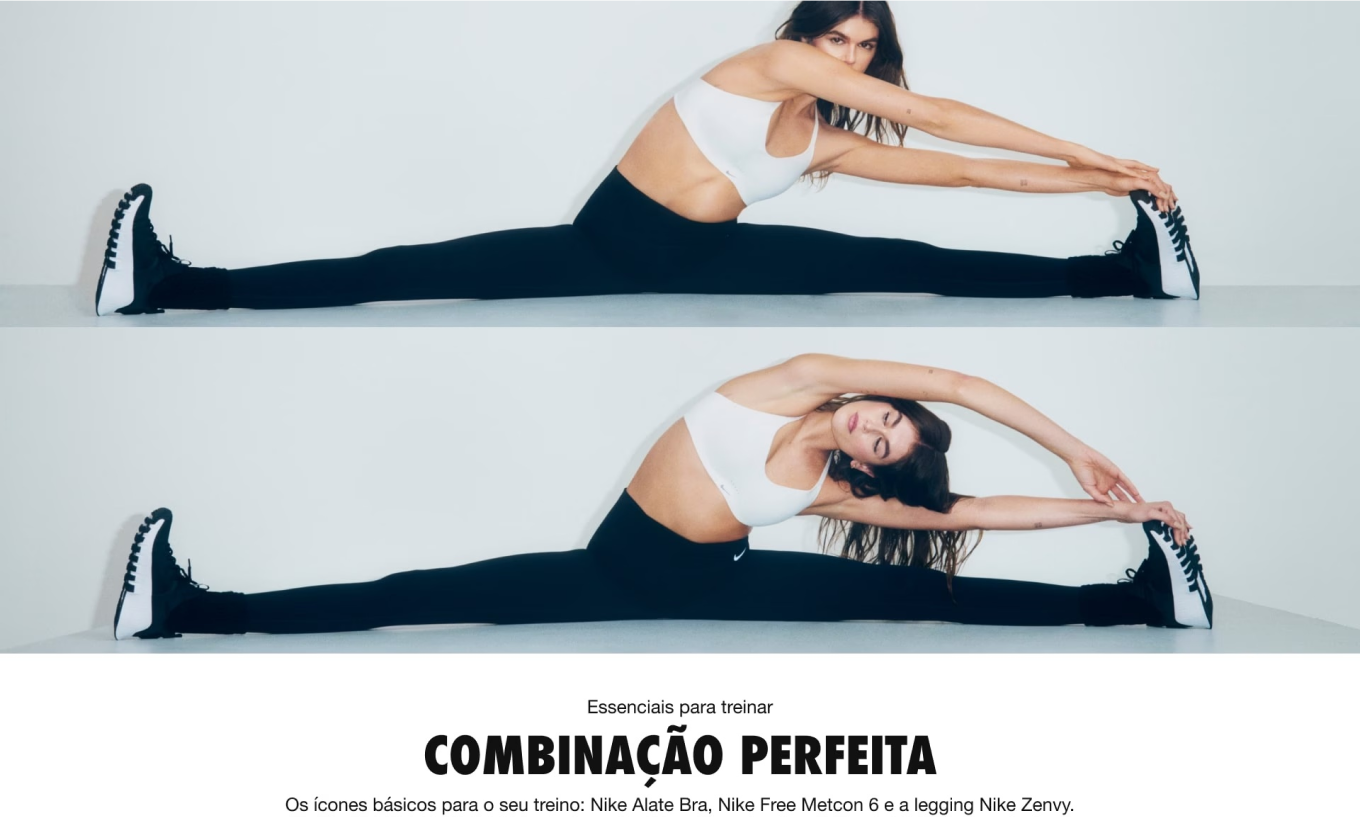 Essenciais para treinar
COMBINAÇÃO PERFEITA
Os ícones básicos para o seu treino: Nike Alate Bra, Nike Free Metcon 6 e a legging Nike Zenvy.